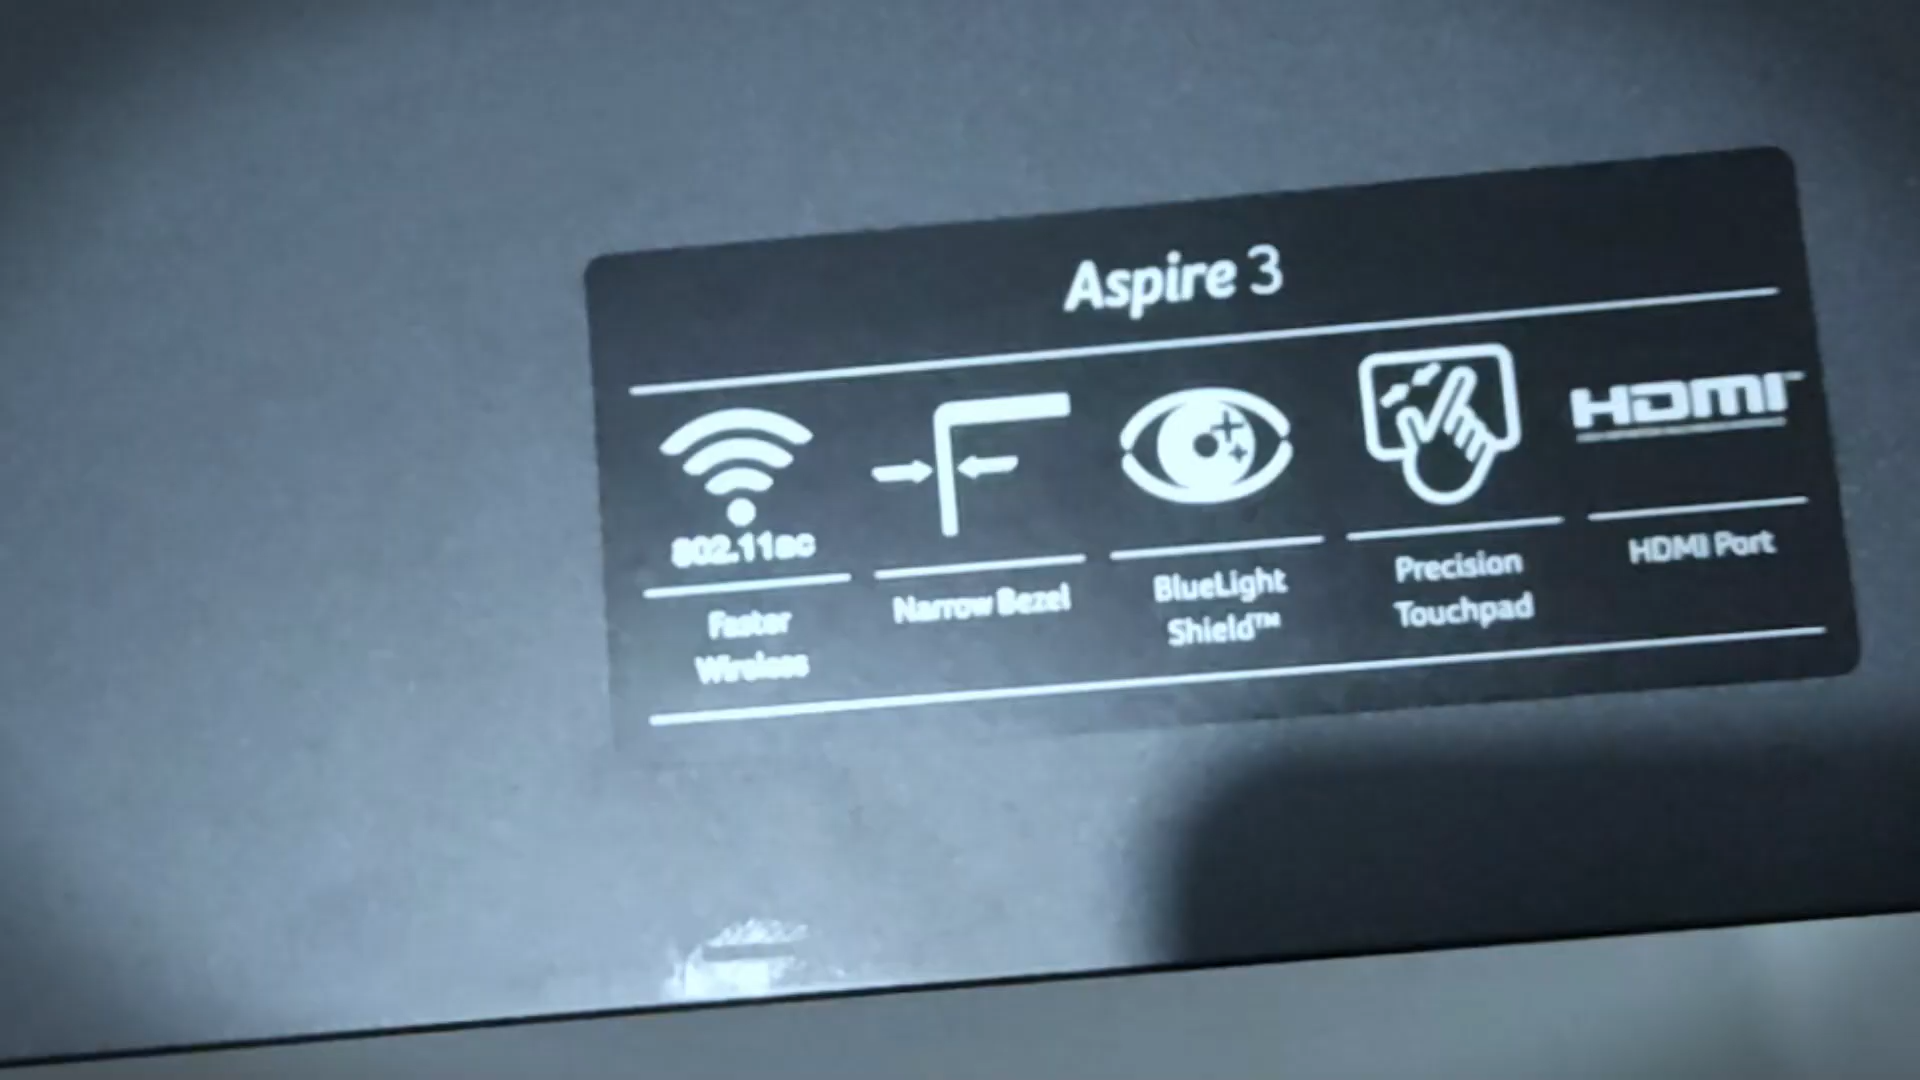 Aspire 3
HDMI
802.11ac
Faster
Wireless
Narrow Bezel
BlueLight
Shield™
Precision
Touchpad
HDMI Port